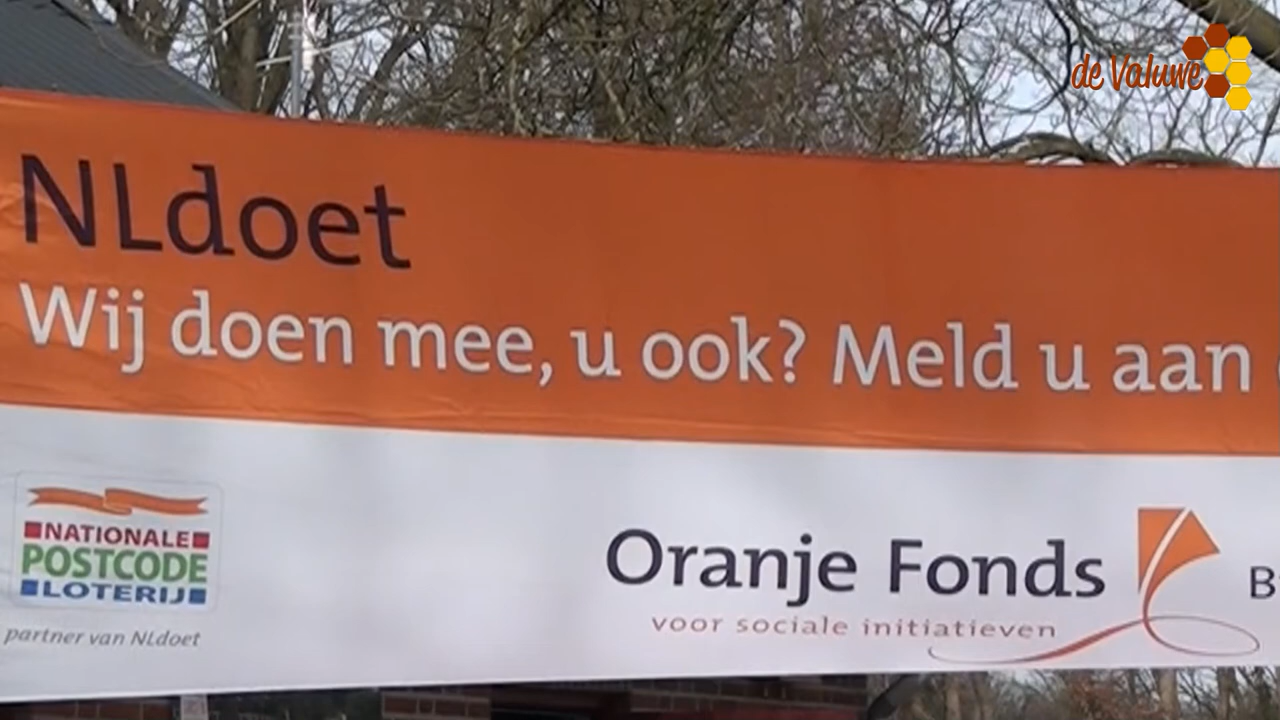 de Valuwe
NLdoet
Wij doen mee, u ook? Meld u aan
NATIONALE
POSTCODE
LOTERIJ
partner van NLdoet
Oranje Fonds
voor sociale initiatieven